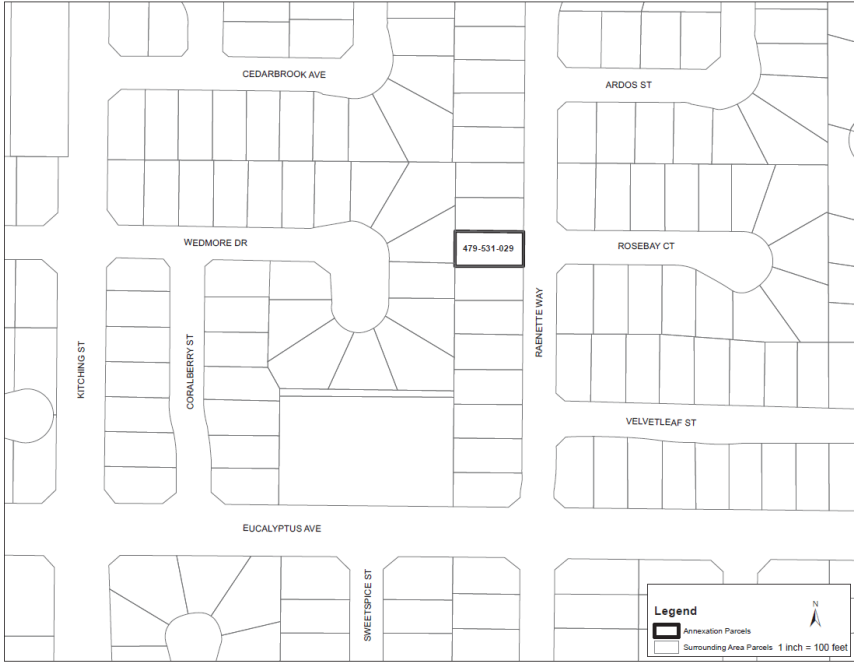 CEDARBROOK AVE
ARDOS ST
WEDMORE DR
479-531-029
ROSEBAY CT
RAENETTE WAY
KITCHING ST
CORALBERRY ST
VELVETLEAF ST
EUCALYPTUS AVE
SWEETSPICE ST
Legend
N
Annexation Parcels
Surrounding Area Parcels 1 inch = 100 feet